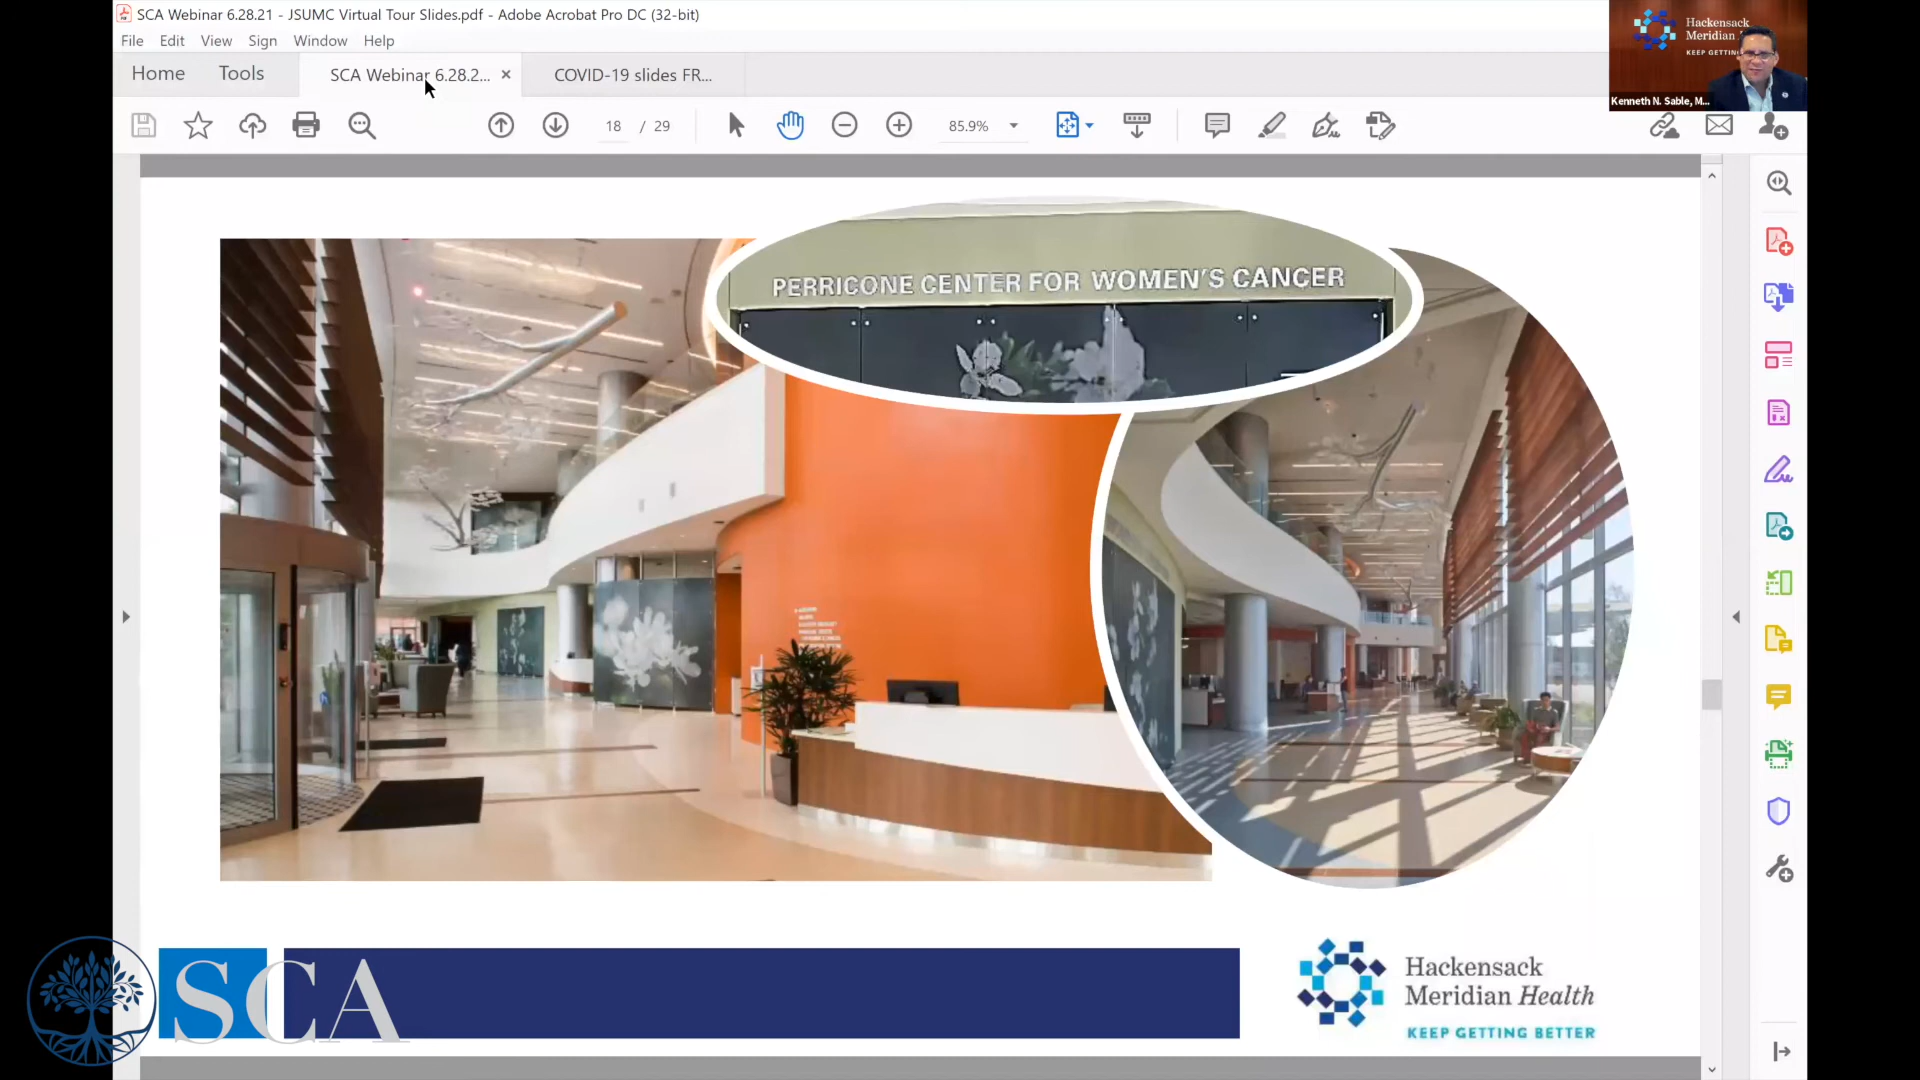 SCA Webinar 6.28.21 - JSUMC Virtual Tour Slides.pdf - Adobe Acrobat Pro DC (32-bit)
File Edit View Sign Window Help
Home Tools SCA Webinar 6.28.2... × COVID-19 slides FR...
18 / 29 85.9%
Hackensack
Meridian
KEEP GETTIN
Kenneth N. Sable, M...
PERRICONE CENTER FOR WOMEN'S CANCER
SCA
Hackensack
Meridian Health
KEEP GETTING BETTER